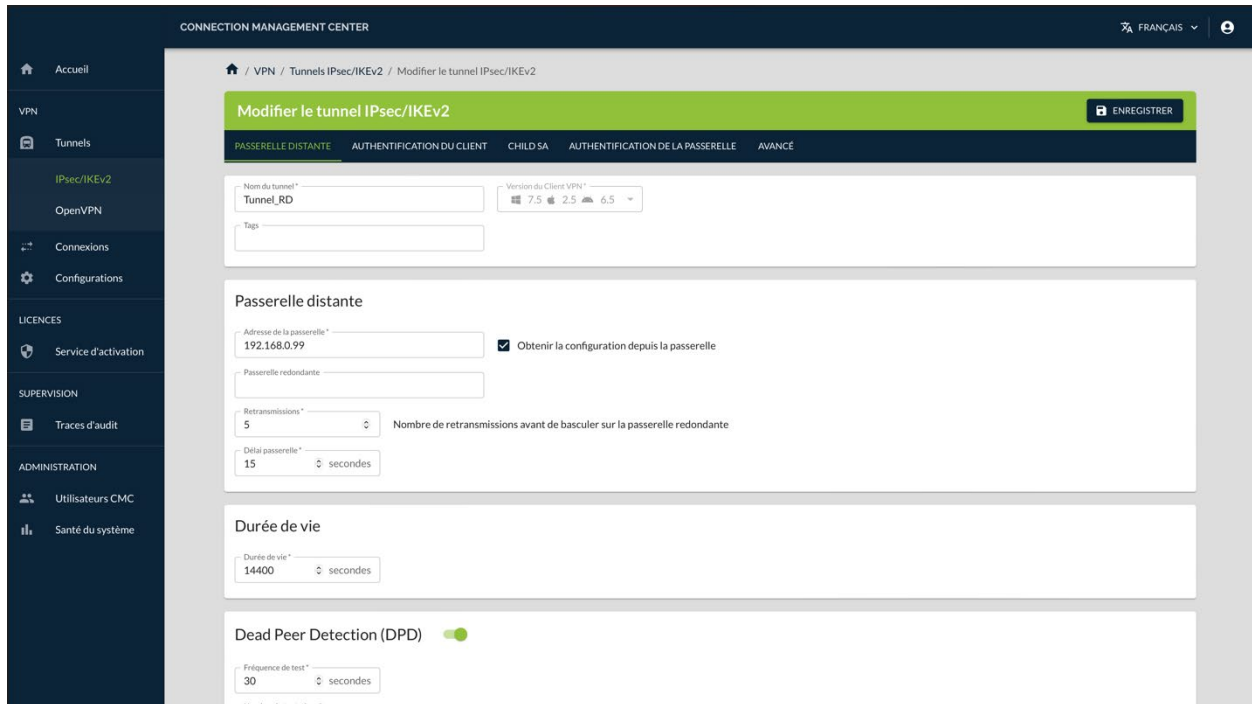 CONNECTION MANAGEMENT CENTER
FRANÇAIS
Accueil
VPN
Tunnels
IPsec/IKEv2
OpenVPN
Connexions
Configurations
LICENCES
Service d'activation
SUPERVISION
Traces d'audit
ADMINISTRATION
Utilisateurs CMC
Santé du système
/ VPN / Tunnels IPsec/IKEv2 / Modifier le tunnel IPsec/IKEv2
Modifier le tunnel IPsec/IKEv2
ENREGISTRER
PASSERELLE DISTANTE AUTHENTIFICATION DU CLIENT CHILD SA AUTHENTIFICATION DE LA PASSERELLE AVANCÉ
Nom du tunnel *
Tunnel_RD
Version du Client VPN *
7.5 2.5 6.5
Tags
Passerelle distante
Adresse de la passerelle *
192.168.0.99
Obtenir la configuration depuis la passerelle
Passerelle redondante
Retransmissions *
5
Nombre de retransmissions avant de basculer sur la passerelle redondante
Délai passerelle *
15 secondes
Durée de vie
Durée de vie *
14400 secondes
Dead Peer Detection (DPD)
Fréquence de test *
30 secondes